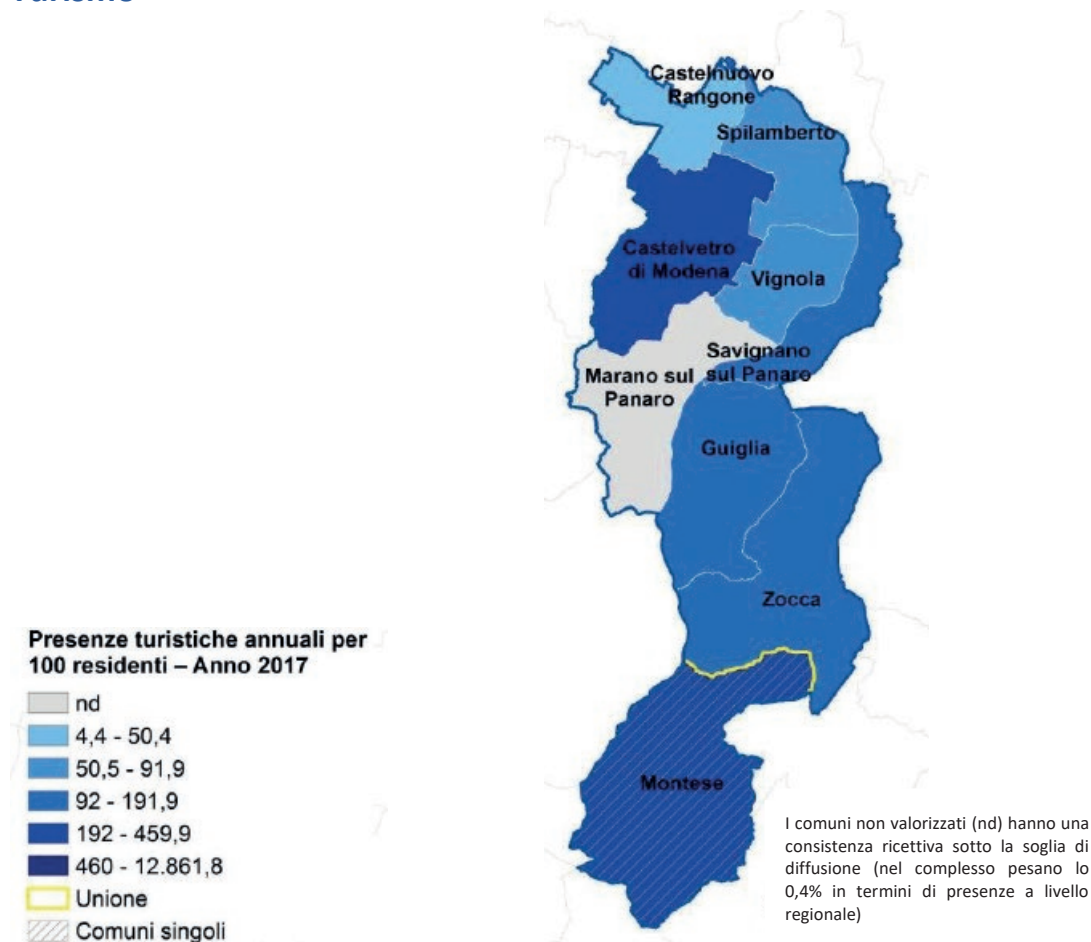 Turismo
Castelnuovo
Rangone
Spilamberto
Castelvetro
di Modena
Vignola
Savignano
sul Panaro
Marano sul
Panaro
Guiglia
Zocca
Montese
Presenze turistiche annuali per
100 residenti – Anno 2017
nd
4,4 - 50,4
50,5 - 91,9
92 - 191,9
192 - 459,9
460 - 12.861,8
Unione
Comuni singoli
I comuni non valorizzati (nd) hanno una
consistenza ricettiva sotto la soglia di
diffusione (nel complesso pesano lo
0,4% in termini di presenze a livello
regionale)